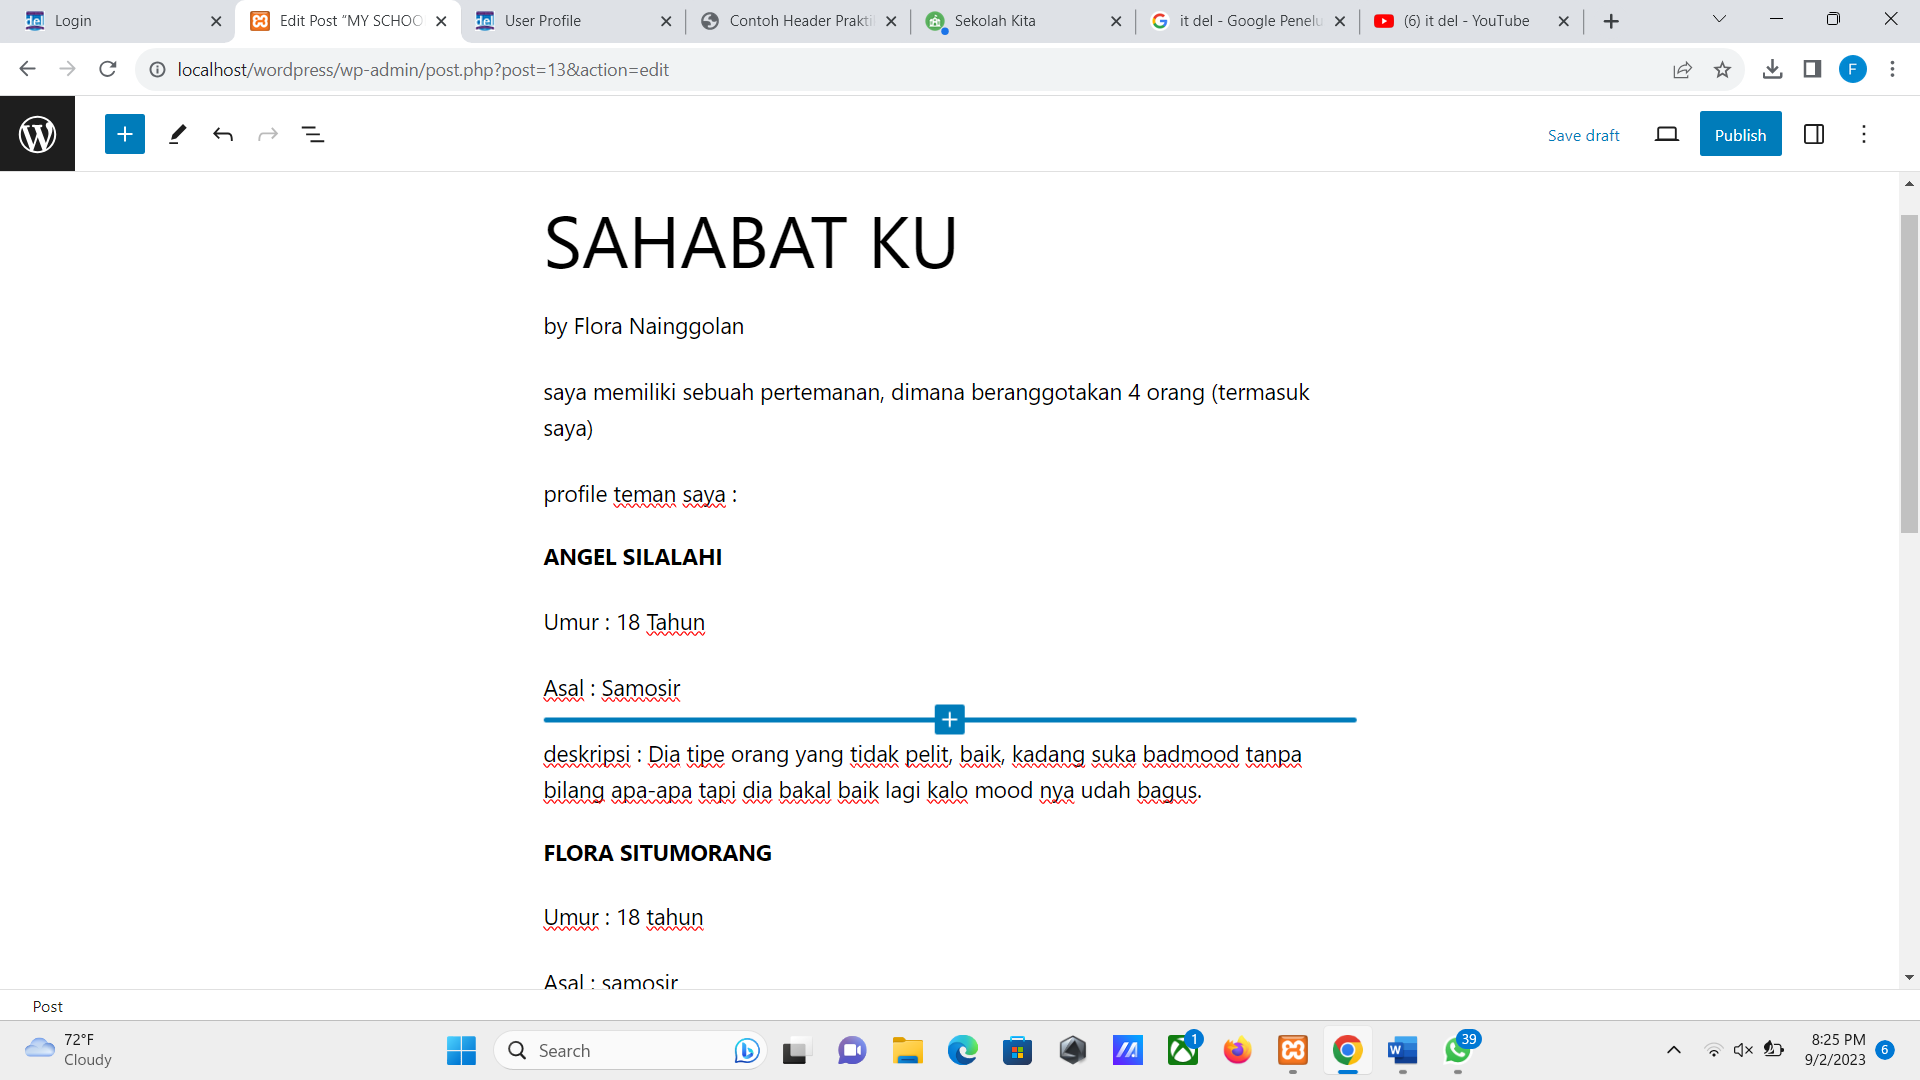 Login
Edit Post “MY SCHOO
User Profile
Contoh Header Prakti
Sekolah Kita
it del - Google Penelu
(6) it del - YouTube
localhost/wordpress/wp-admin/post.php?post=13&action=edit
F
Save draft
Publish
SAHABAT KU
by Flora Nainggolan
saya memiliki sebuah pertemanan, dimana beranggotakan 4 orang (termasuk
saya)
profile teman saya :
ANGEL SILALAHI
Umur : 18 Tahun
Asal : Samosir
deskripsi : Dia tipe orang yang tidak pelit, baik, kadang suka badmood tanpa
bilang apa-apa tapi dia bakal baik lagi kalo mood nya udah bagus.
FLORA SITUMORANG
Umur : 18 tahun
Asal : samosir
Post
72°F
Cloudy
Search
1
39
8:25 PM
9/2/2023
6